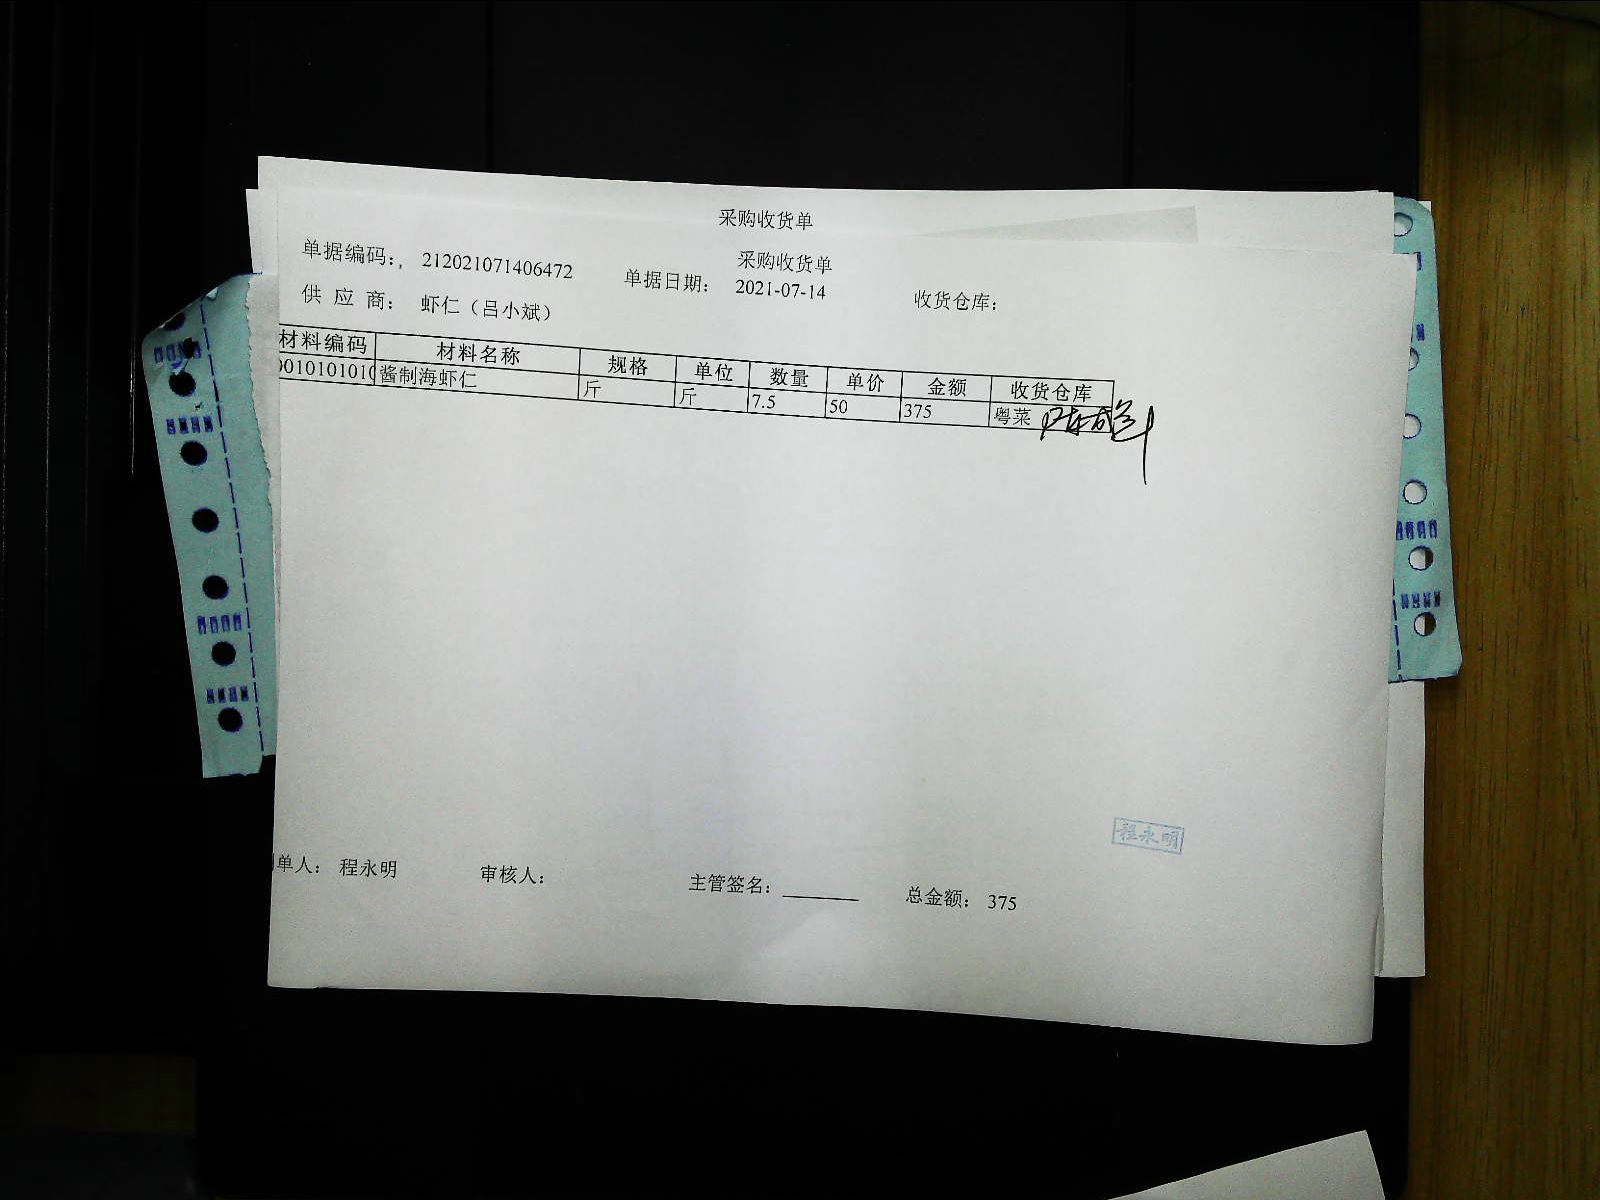 采购收货单
采购收货单
单据编码： 212021071406472 单据日期： 2021-07-14 收货仓库：
供 应 商： 虾仁（吕小斌）
材料编码 材料名称 规格 单位 数量 单价 金额 收货仓库
酱制海虾仁 斤 斤 7.5 50 375 粤菜
程永明
单人： 程永明 审核人： 主管签名： 总金额： 375